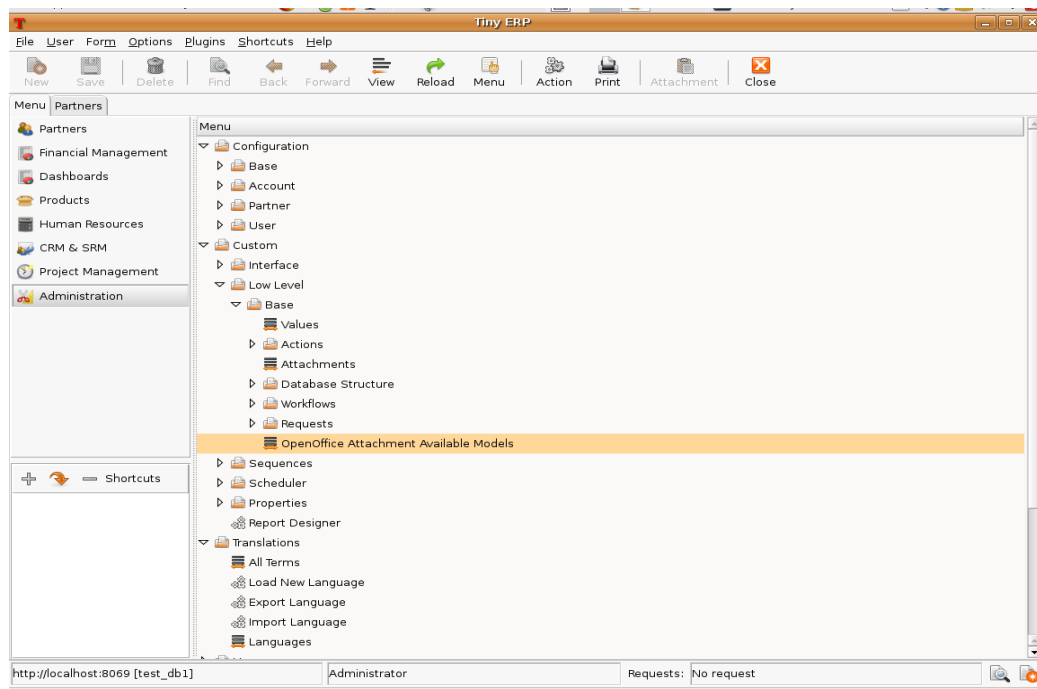 Tiny ERP
File User Form Options Plugins Shortcuts Help
New Save Delete Find Back Forward View Reload Menu Action Print Attachment Close
Menu Partners
Partners
Financial Management
Dashboards
Products
Human Resources
CRM & SRM
Project Management
Administration
Shortcuts
Menu
Configuration
Base
Account
Partner
User
Custom
Interface
Low Level
Base
Values
Actions
Attachments
Database Structure
Workflows
Requests
OpenOffice Attachment Available Models
Sequences
Scheduler
Properties
Report Designer
Translations
All Terms
Load New Language
Export Language
Import Language
Languages
http://localhost:8069 [test_db1] Administrator Requests: No request